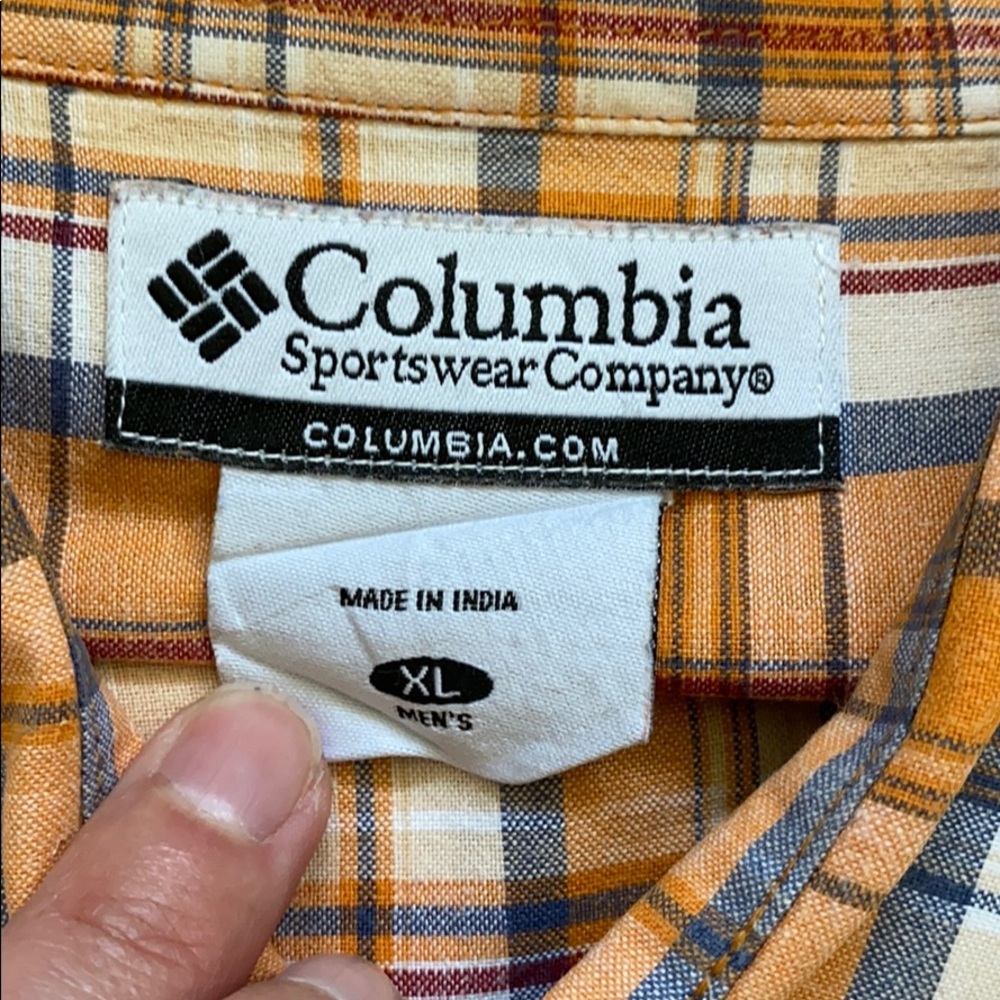 Columbia
Sportswear Company®
COLUMBIA.COM
MADE IN INDIA
XL
MEN'S